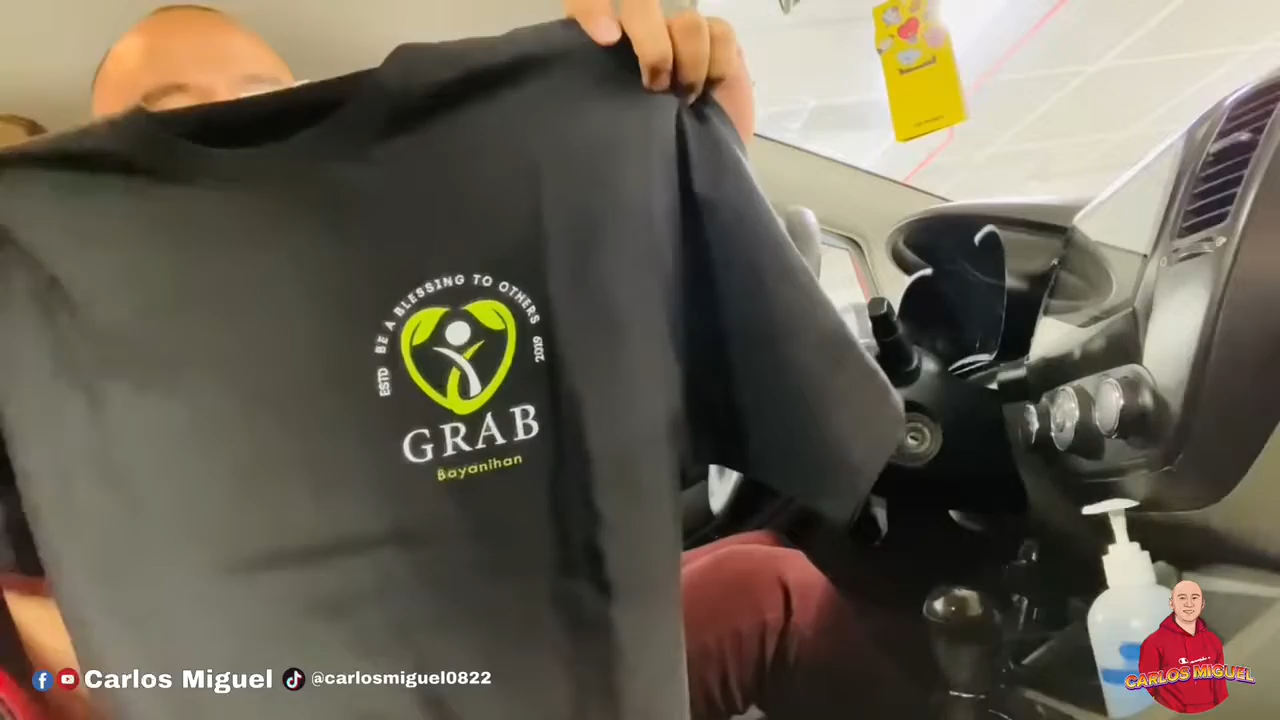 ESTD BE A BLESSING TO OTHERS 2019
GRAB
Bayanihan
Carlos Miguel @carlosmiguel0822
CARLOS MIGUEL